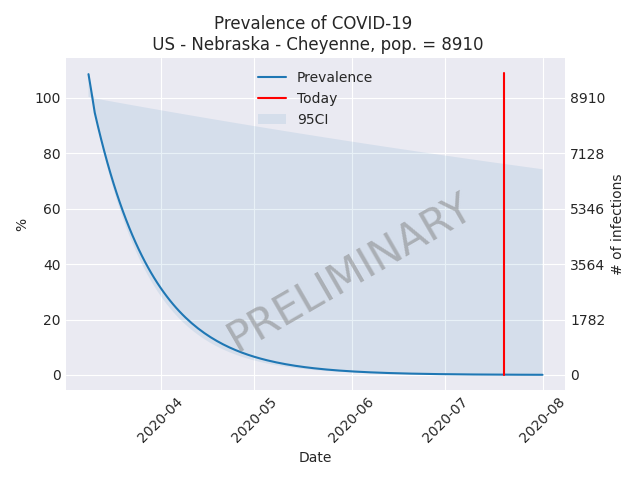 Prevalence of COVID-19
US - Nebraska - Cheyenne, pop. = 8910
Prevalence
Today
95CI
100
80
60
40
20
0
%
8910
7128
5346
3564
1782
0
# of infections
PRELIMINARY
2020-04
2020-05
2020-06
2020-07
2020-08
Date